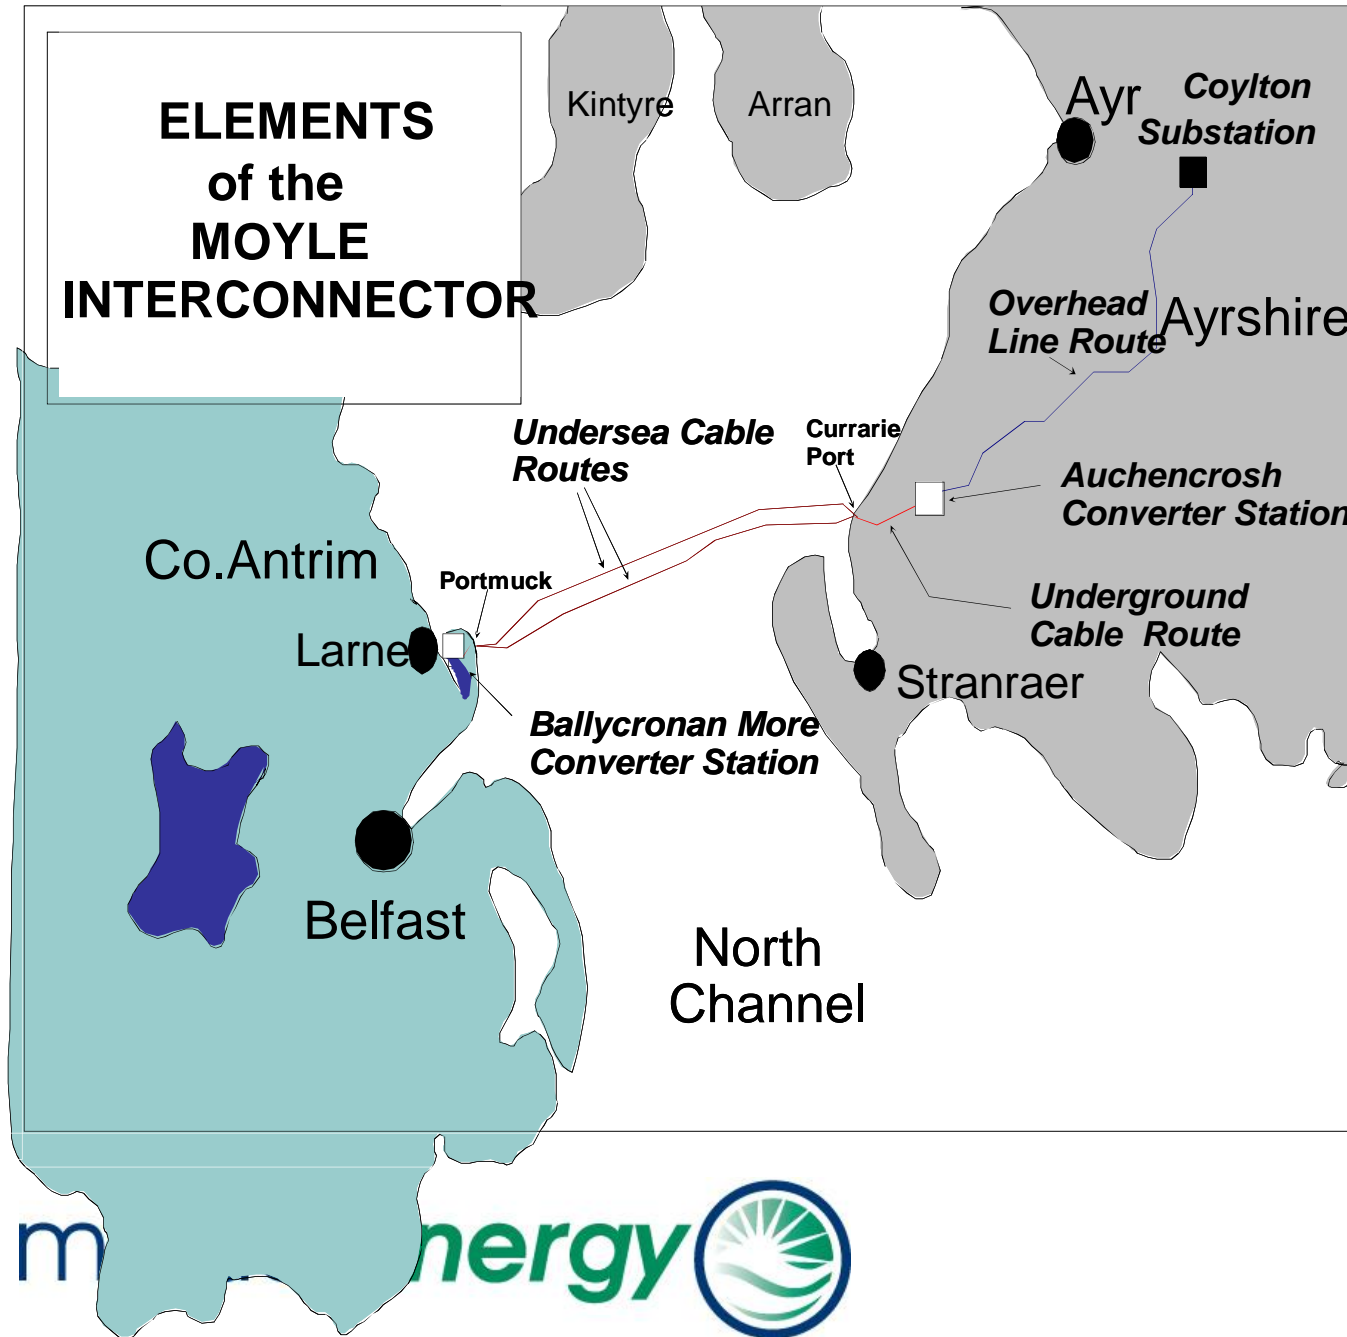 ELEMENTS
of the
MOYLE
INTERCONNECTOR
Kintyre
Arran
Ayr
Coylton
Substation
Overhead
Line Route
Ayrshire
Undersea Cable
Routes
Currarie
Port
Auchencrosh
Converter Station
Co.Antrim
Portmuck
Underground
Cable Route
Larne
Stranraer
Ballycronan More
Converter Station
Belfast
North
Channel